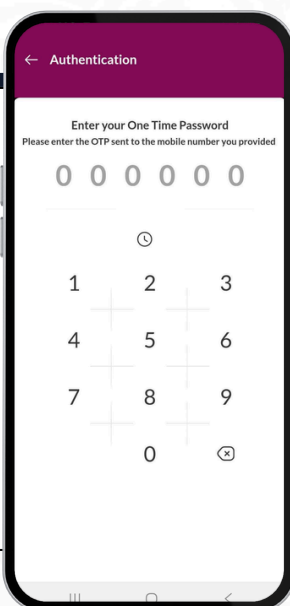 Authentication
Enter your One Time Password
Please enter the OTP sent to the mobile number you provided
0 0 0 0 0 0
1 2 3
4 5 6
7 8 9
0